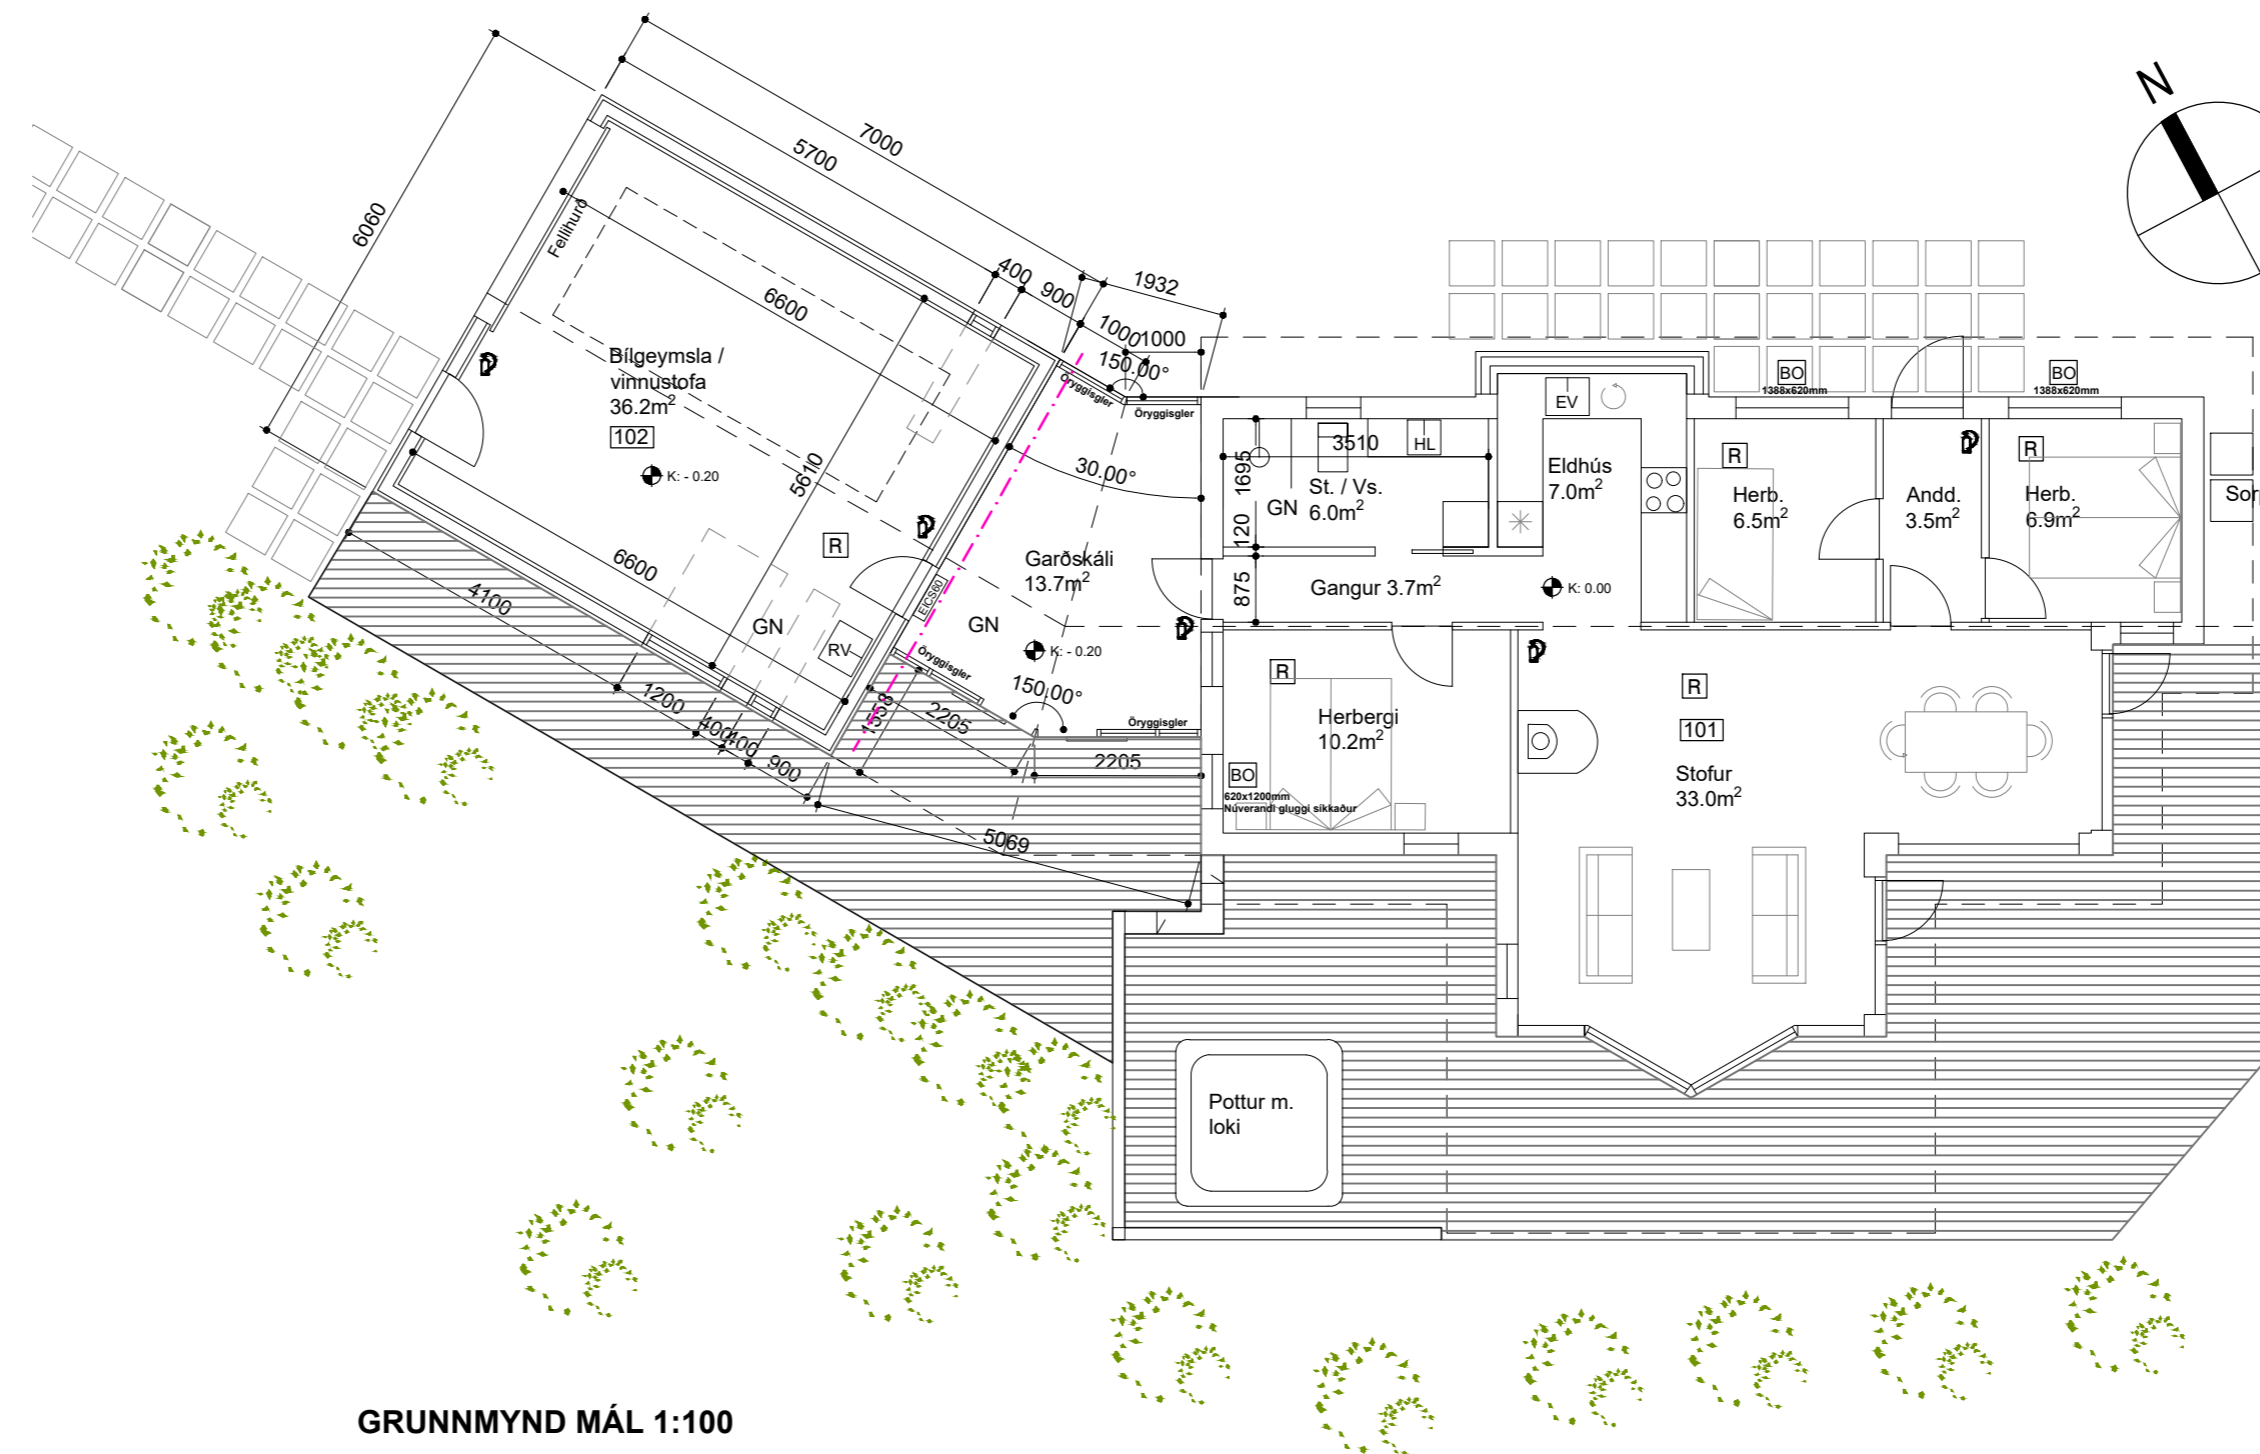 N
7000
5700
6060
Fellihurð
6600
400
900
1932
1000
1000
150.00°
Öryggisgler
Öryggisgler
Bílgeymsla /
vinnustofa
36.2m²
102
K: - 0.20
5610
30.00°
6600
R
EICS60
GN
RV
4100
1200
400
400
900
Garðskáli
13.7m²
GN
K: - 0.20
Öryggisgler
150.00°
Öryggisgler
1558
2205
2205
5069
1695
3510
HL
GN
St. / Vs.
6.0m²
120
875
Gangur 3.7m²
EV
Eldhús
7.0m²
K: 0.00
BO
1388x620mm
BO
1388x620mm
R
Herb.
6.5m²
Andd.
3.5m²
R
Herb.
6.9m²
R
Herbergi
10.2m²
BO
620x1200mm
Núverandi gluggi síkkaður
R
101
Stofur
33.0m²
Pottur m.
loki
GRUNNMYND MÁL 1:100